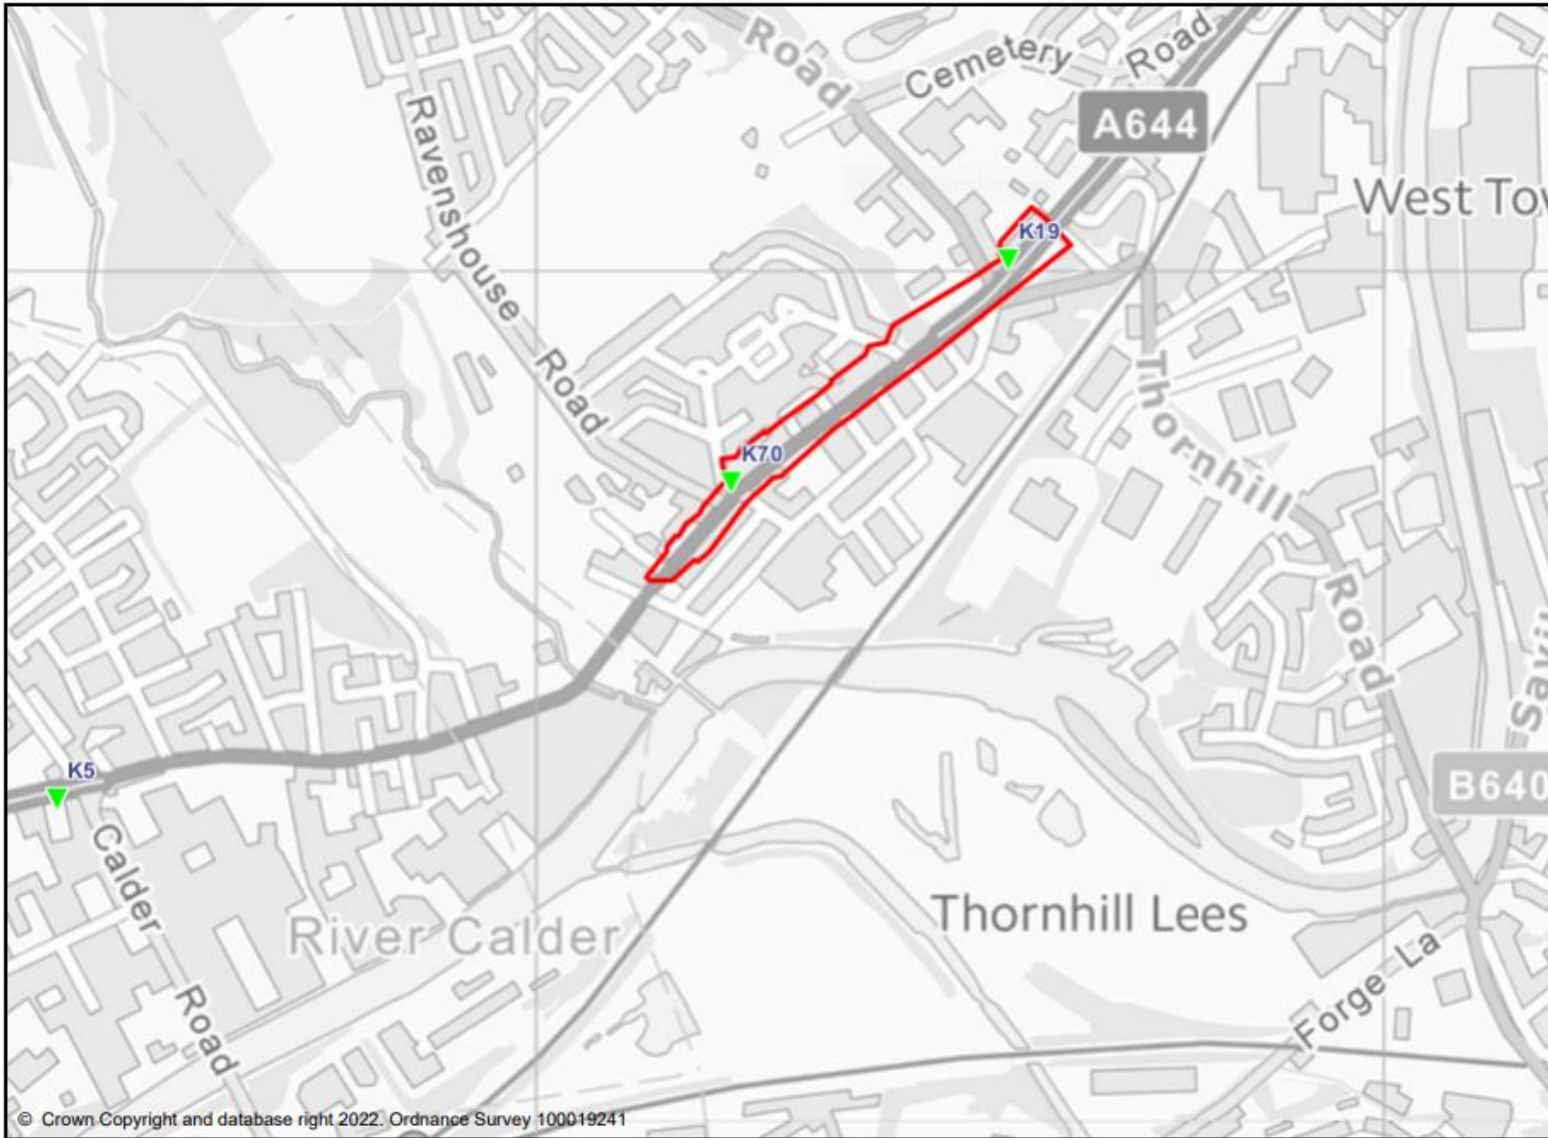 Road
Cemetery
Road
A644
Ravenshouse
Road
West Tow
K19
K70
Thornhill
Road
Savil
B640
K5
Calder
Road
River Calder
Thornhill Lees
Forge La
© Crown Copyright and database right 2022. Ordnance Survey 100019241